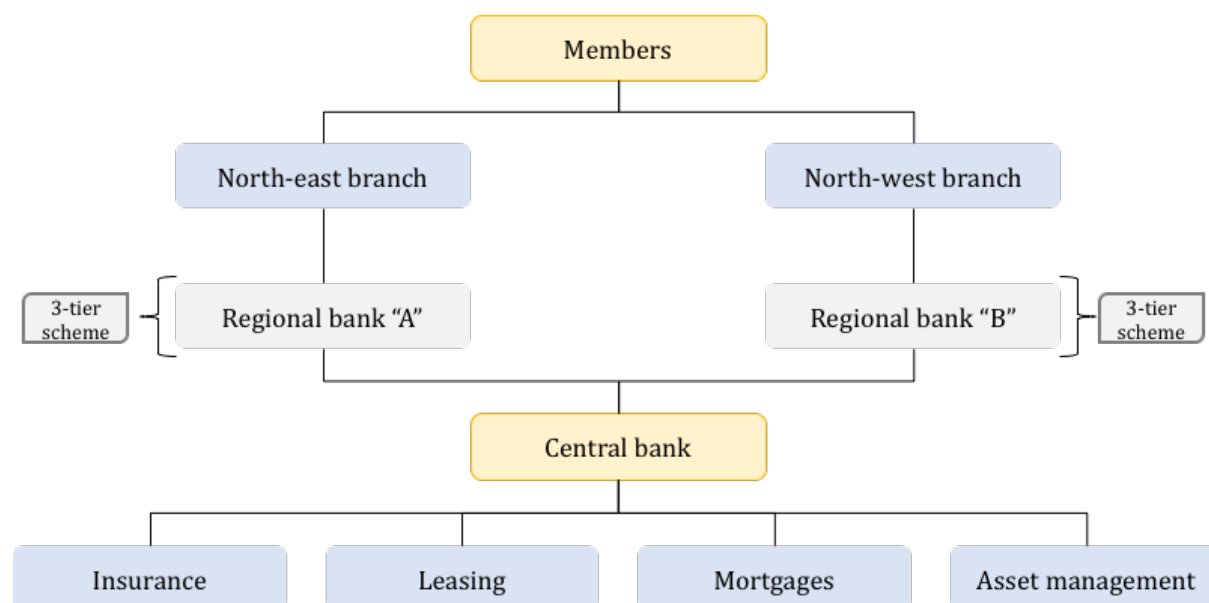 Members
North-east branch
North-west branch
3-tier
scheme
Regional bank “A”
Regional bank “B”
3-tier
scheme
Central bank
Insurance
Leasing
Mortgages
Asset management